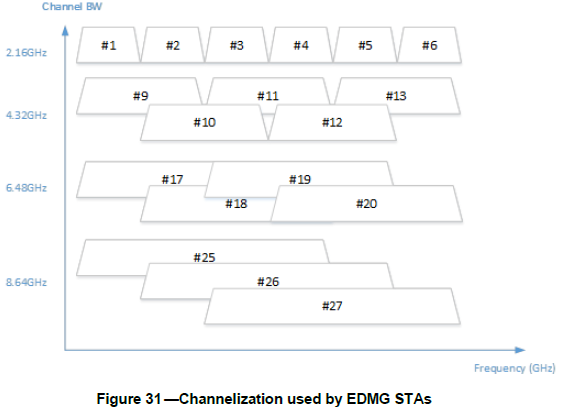 Channel BW
2.16GHz
#1 #2 #3 #4 #5 #6
4.32GHz
#9 #11 #13
#10 #12
6.48GHz
#17 #19
#18 #20
8.64GHz
#25
#26
#27
Frequency (GHz)
Figure 31—Channelization used by EDMG STAs